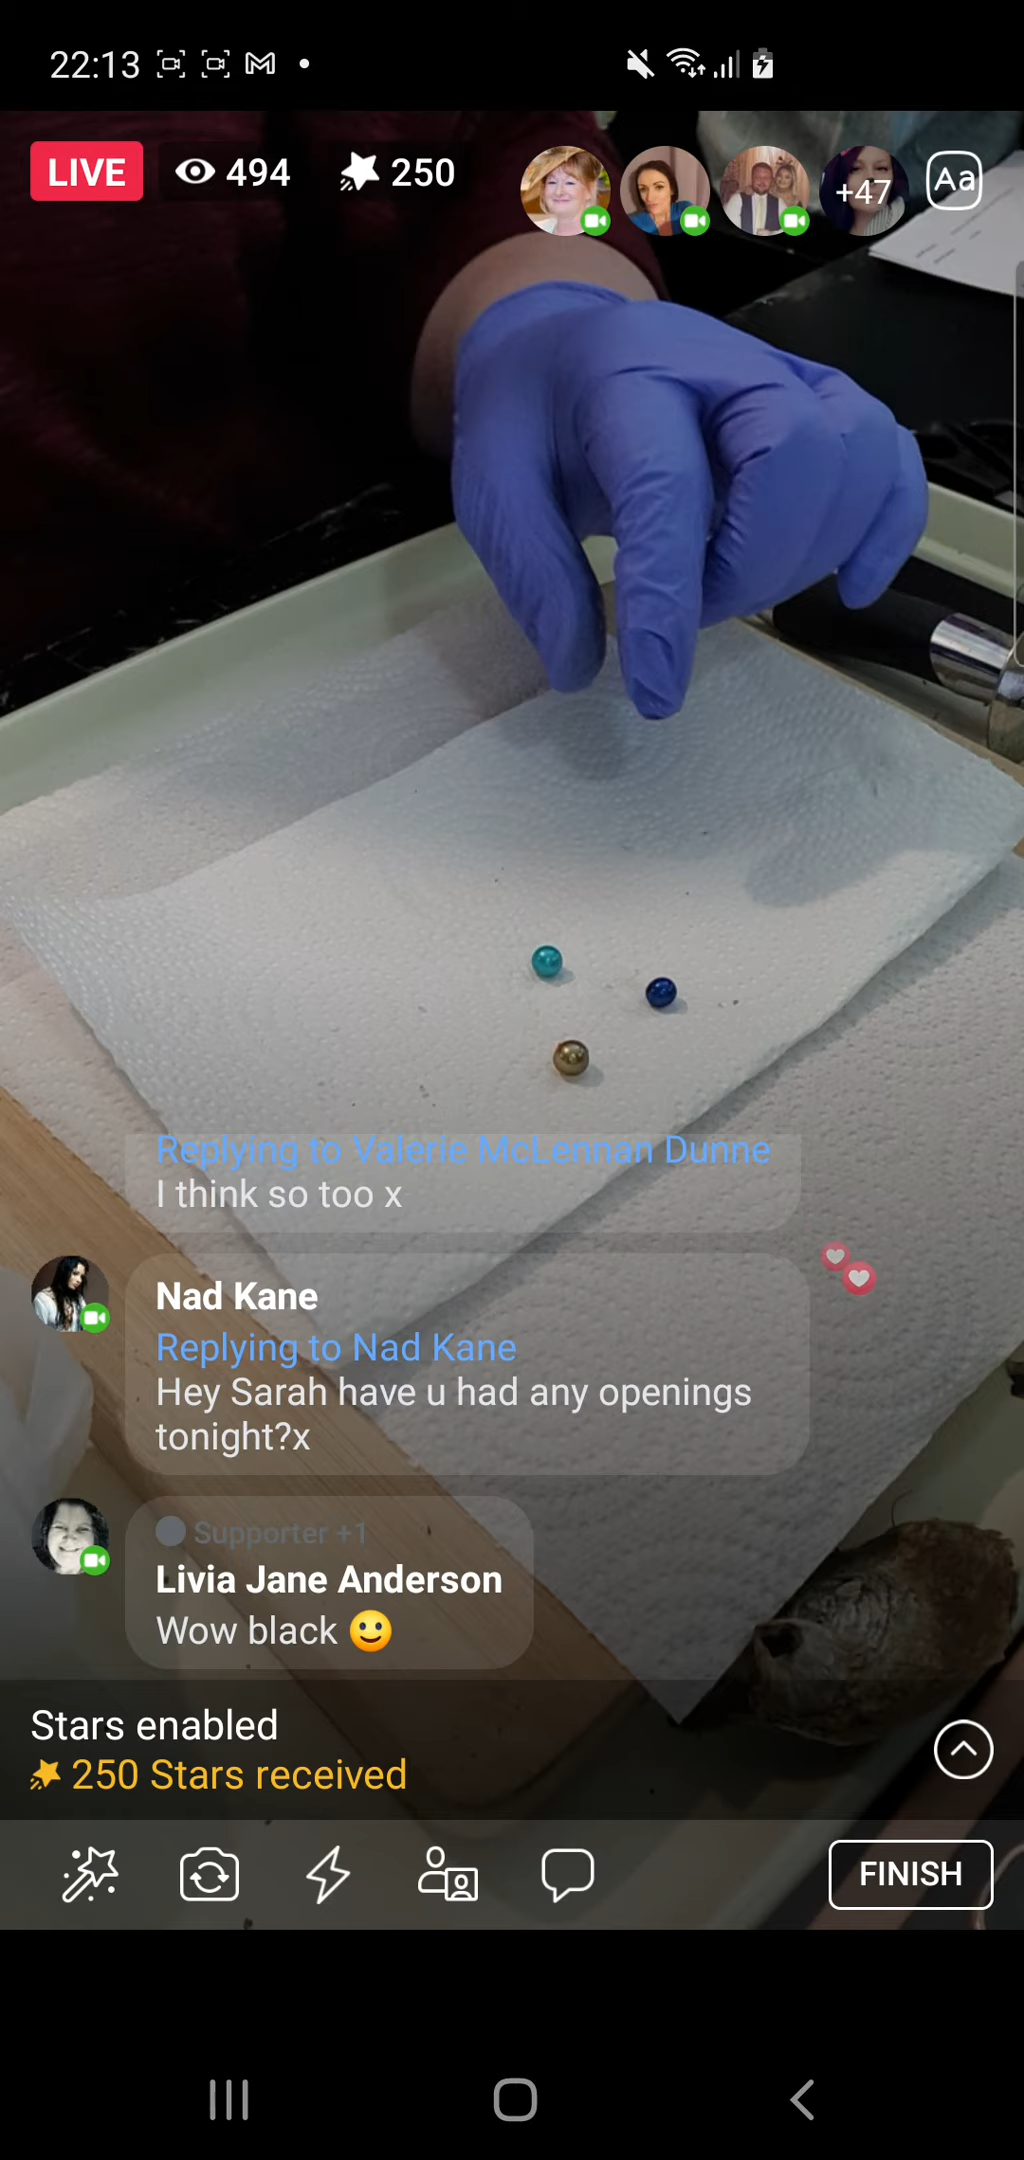 22:13
LIVE 494 250
+47 Aa
Replying to Valerie McLennan Dunne
I think so too x
Nad Kane
Replying to Nad Kane
Hey Sarah have u had any openings
tonight?x
Supporter +1
Livia Jane Anderson
Wow black 🙂
Stars enabled
250 Stars received
FINISH